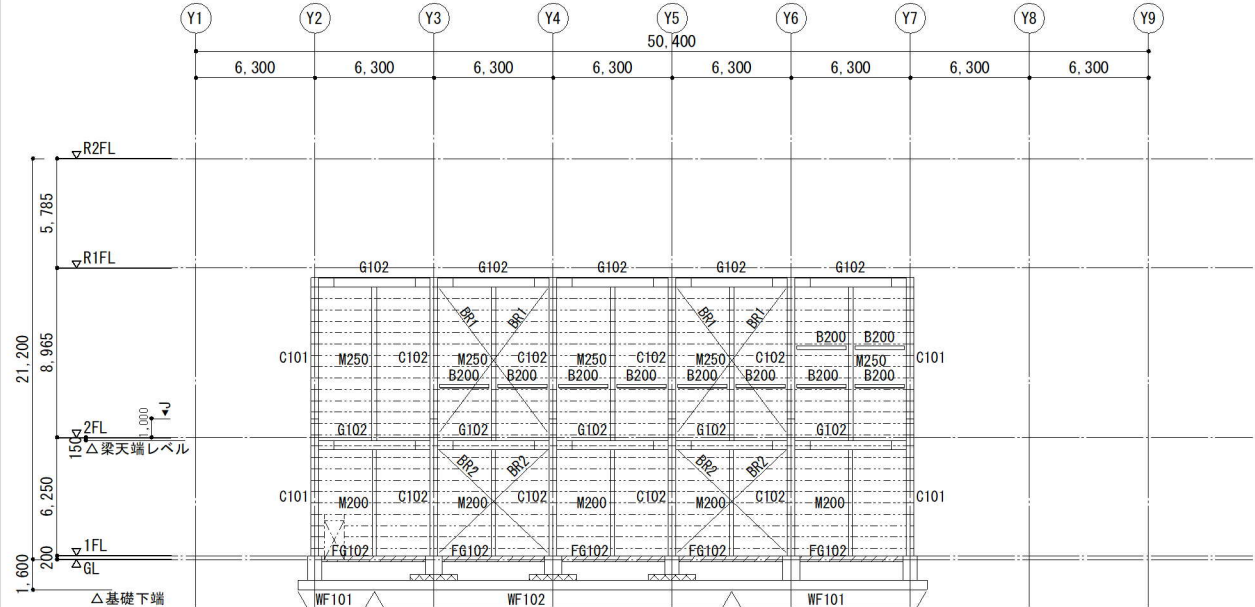 Y1 Y2 Y3 Y4 Y5 Y6 Y7 Y8 Y9
50,400
6,300 6,300 6,300 6,300 6,300 6,300 6,300 6,300
R2FL
5,785
R1FL
G102 G102 G102 G102 G102
BR1 BR1 BR1 BR1
B200 B200
21,200
8,965
C101 M250 C102 M250 C102 M250 C102 M250 C102 M250 C101
B200 B200 B200 B200 B200 B200 B200 B200
1,000
J
2FL
G102 G102 G102 G102 G102
150
△梁天端レベル
BR2 BR2 BR2 BR2
6,250
C101 M200 C102 M200 C102 M200 C102 M200 C102 M200 C101
1FL
FG102 FG102 FG102 FG102 FG102
200
GL
1,600
△基礎下端
WF101 WF102 WF101